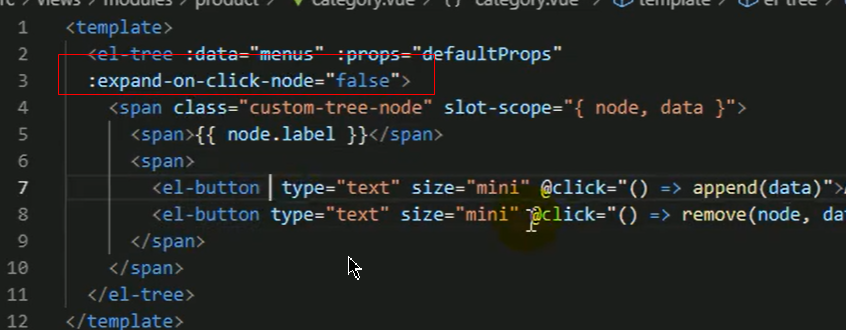 views > modules > product > category.vue > {} "category.vue" > template > el-tree
1 <template>
2 <el-tree :data="menus" :props="defaultProps"
3 :expand-on-click-node="false">
4 <span class="custom-tree-node" slot-scope="{ node, data }">
5 <span>{{ node.label }}</span>
6 <span>
7 <el-button type="text" size="mini" @click="() => append(data)">
8 <el-button type="text" size="mini" @click="() => remove(node, da
9 </span>
10 </span>
11 </el-tree>
12 </template>